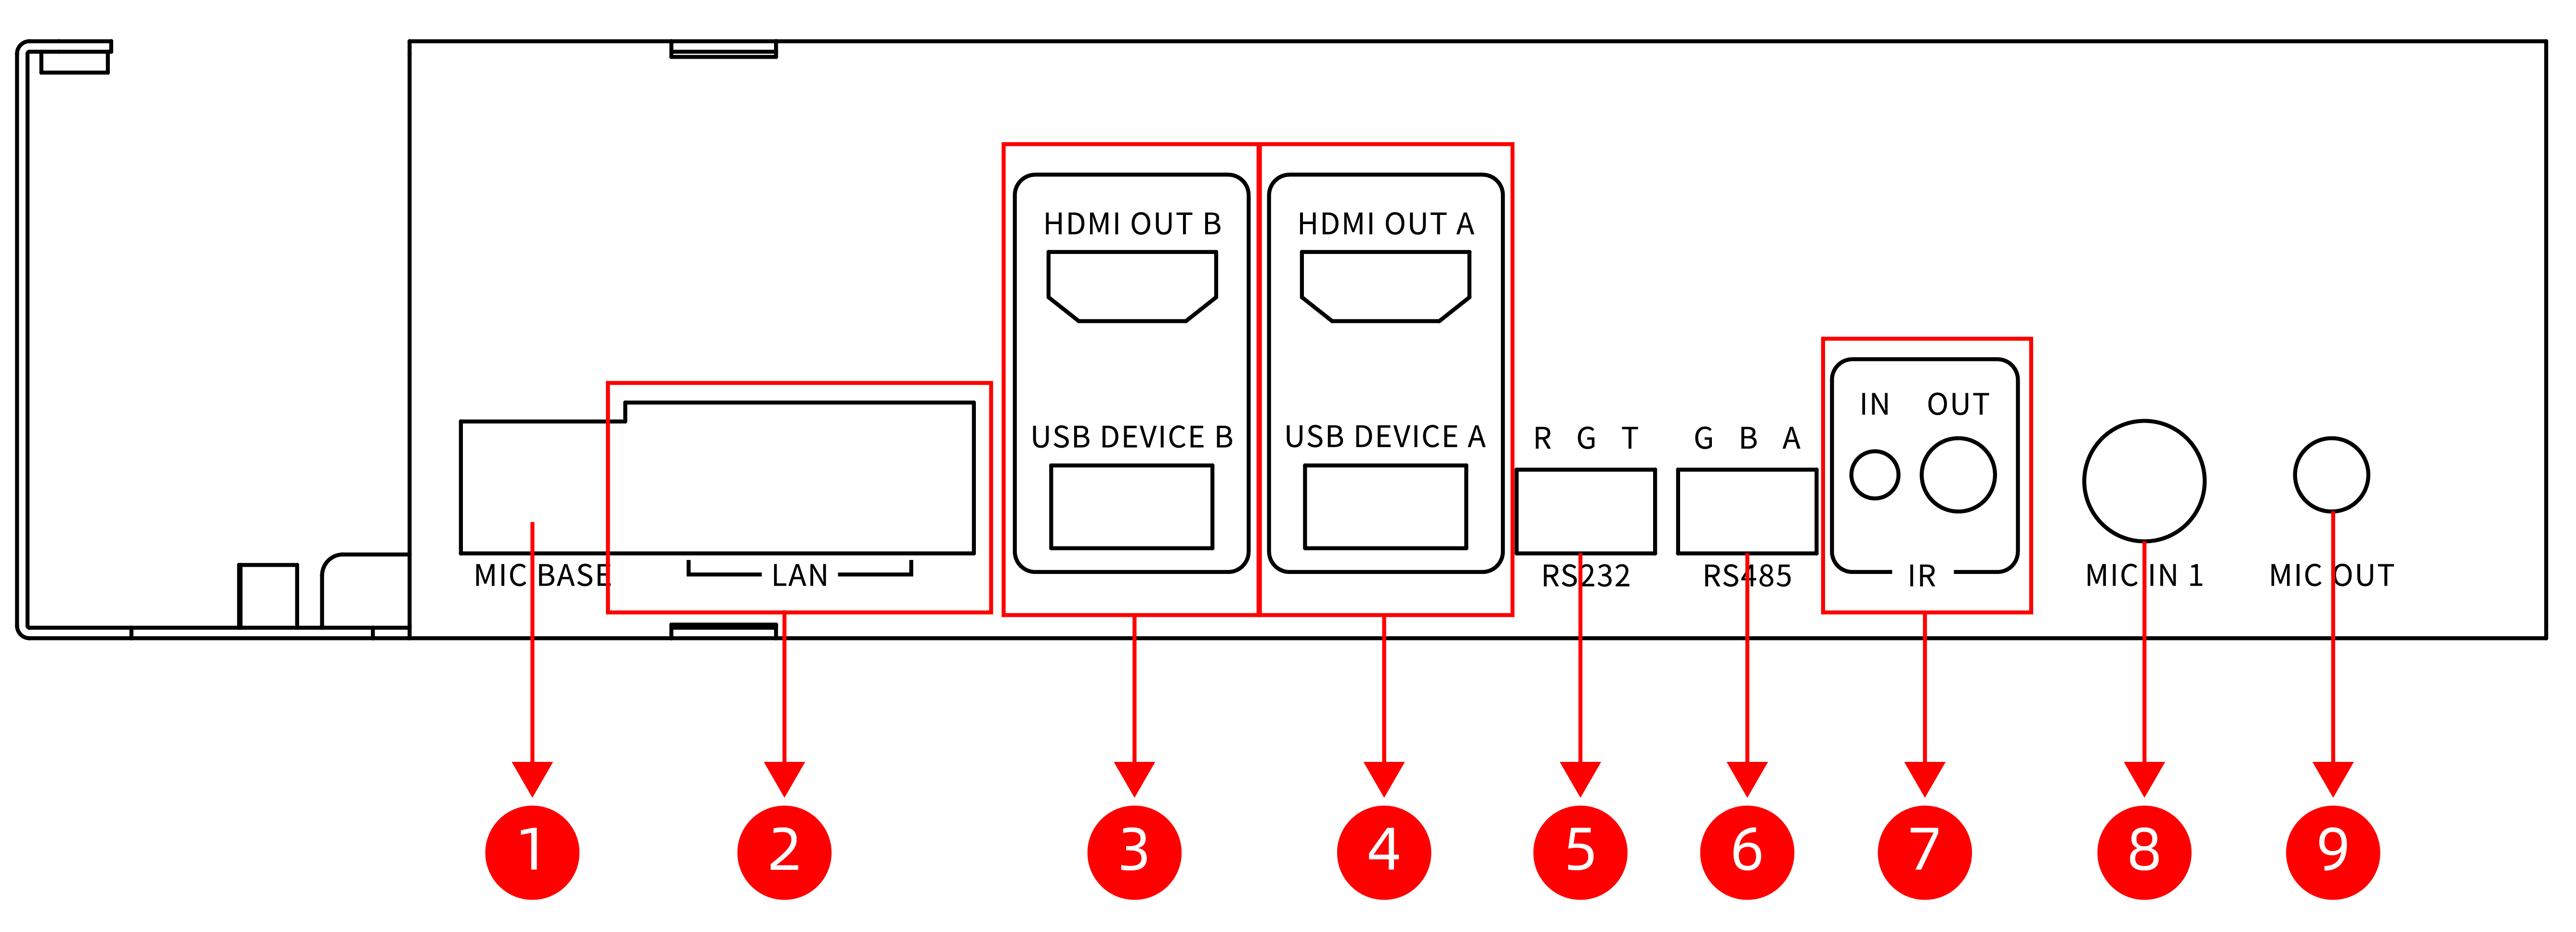 HDMI OUT B
HDMI OUT A
IN OUT
USB DEVICE B
USB DEVICE A
R G T
G B A
MIC BASE
LAN
RS232
RS485
IR
MIC IN 1
MIC OUT
1 2 3 4 5 6 7 8 9